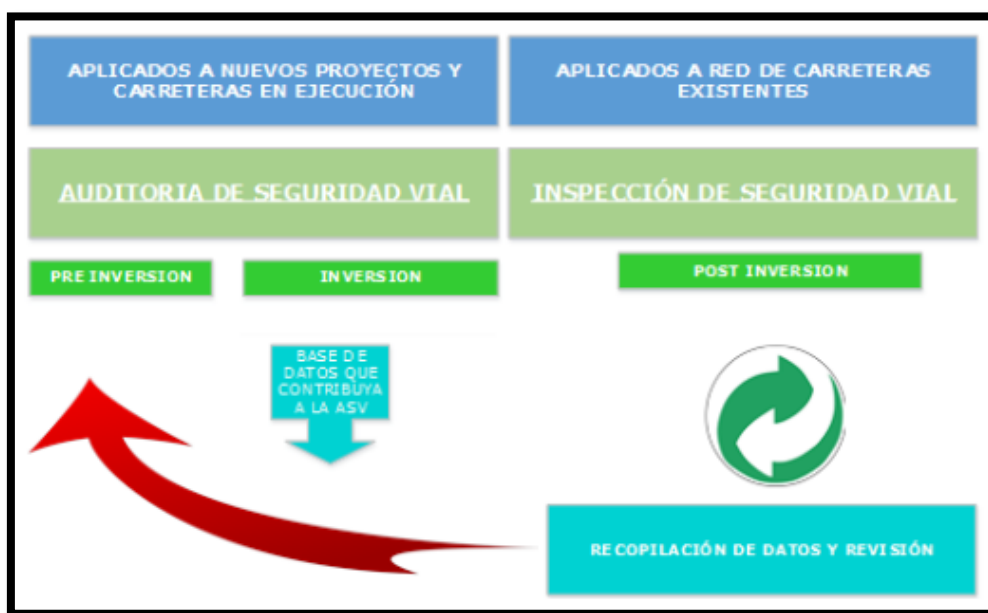 APLICADOS A NUEVOS PROYECTOS Y
CARRETERAS EN EJECUCIÓN
APLICADOS A RED DE CARRETERAS
EXISTENTES
AUDITORIA DE SEGURIDAD VIAL
INSPECCIÓN DE SEGURIDAD VIAL
PRE INVERSION
INVERSION
POST INVERSION
BASE DE
DATOS QUE
CONTRIBUYA
A LA ASV
RECOPILACIÓN DE DATOS Y REVISIÓN